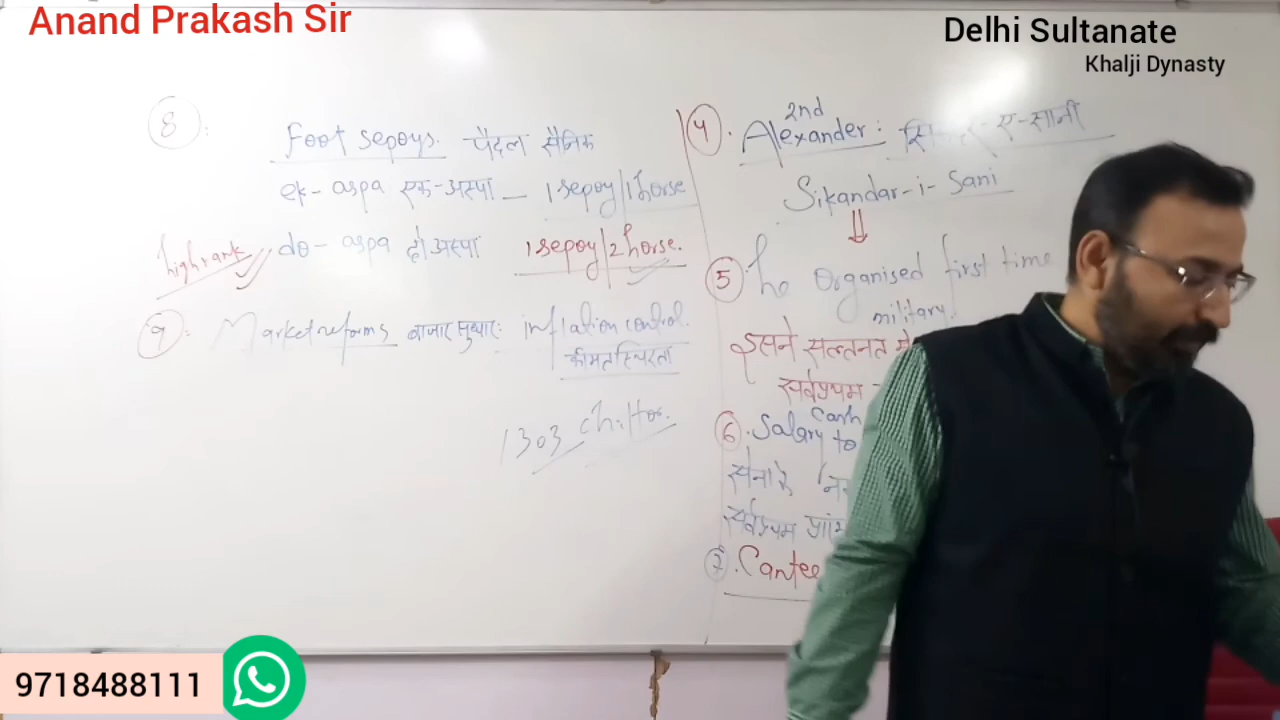 Anand Prakash Sir
Delhi Sultanate
Khalji Dynasty
8 :
Foot sepoys. पैदल सैनिक
ek- aspa एक-अस्पा - 1 sepoy/1 horse
high rank do- aspa दो अस्पा 1 sepoy/2 horse.
9 : Market reforms बाजार सुधार: inflation control.
कीमत स्थिरता
1303 Chittor.
4. 2nd
Alexander: ए-सानी
Sikandar-i-Sani
5 he Organised first time
military.
इसने सल्तनत में
सर्वप्रथम
6. Salary cash
to
सेना
सर्वप्रथम
7.
9718488111